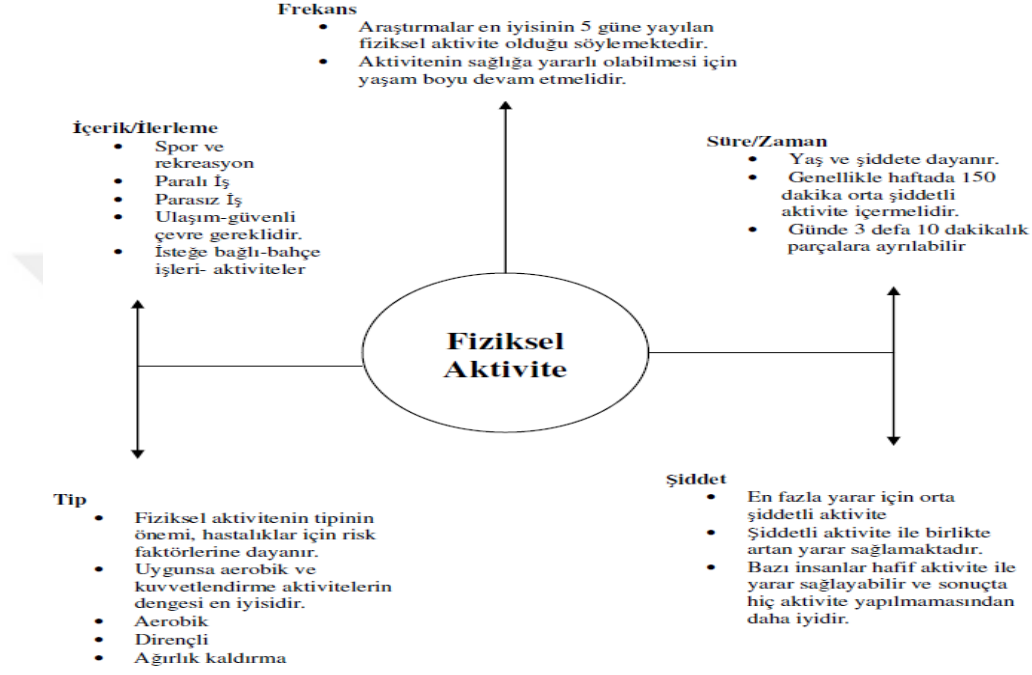 Frekans
• Araştırmalar en iyisinin 5 güne yayılan
fiziksel aktivite olduğu söylemektedir.
• Aktivitenin sağlığa yararlı olabilmesi için
yaşam boyu devam etmelidir.
İçerik/İlerleme
• Spor ve
rekreasyon
• Paralı İş
• Parasız İş
• Ulaşım-güvenli
çevre gereklidir.
• İsteğe bağlı-bahçe
işleri- aktiviteler
Süre/Zaman
• Yaş ve şiddete dayanır.
• Genellikle haftada 150
dakika orta şiddetli
aktivite içermelidir.
• Günde 3 defa 10 dakikalık
parçalara ayrılabilir
Fiziksel
Aktivite
Tip
• Fiziksel aktivitenin tipinin
önemi, hastalıklar için risk
faktörlerine dayanır.
• Uygunsa aerobik ve
kuvvetlendirme aktivitelerin
dengesi en iyisidir.
• Aerobik
• Dirençli
• Ağırlık kaldırma
Şiddet
• En fazla yarar için orta
şiddetli aktivite
• Şiddetli aktivite ile birlikte
artan yarar sağlamaktadır.
• Bazı insanlar hafif aktivite ile
yarar sağlayabilir ve sonuçta
hiç aktivite yapılmamasından
daha iyidir.